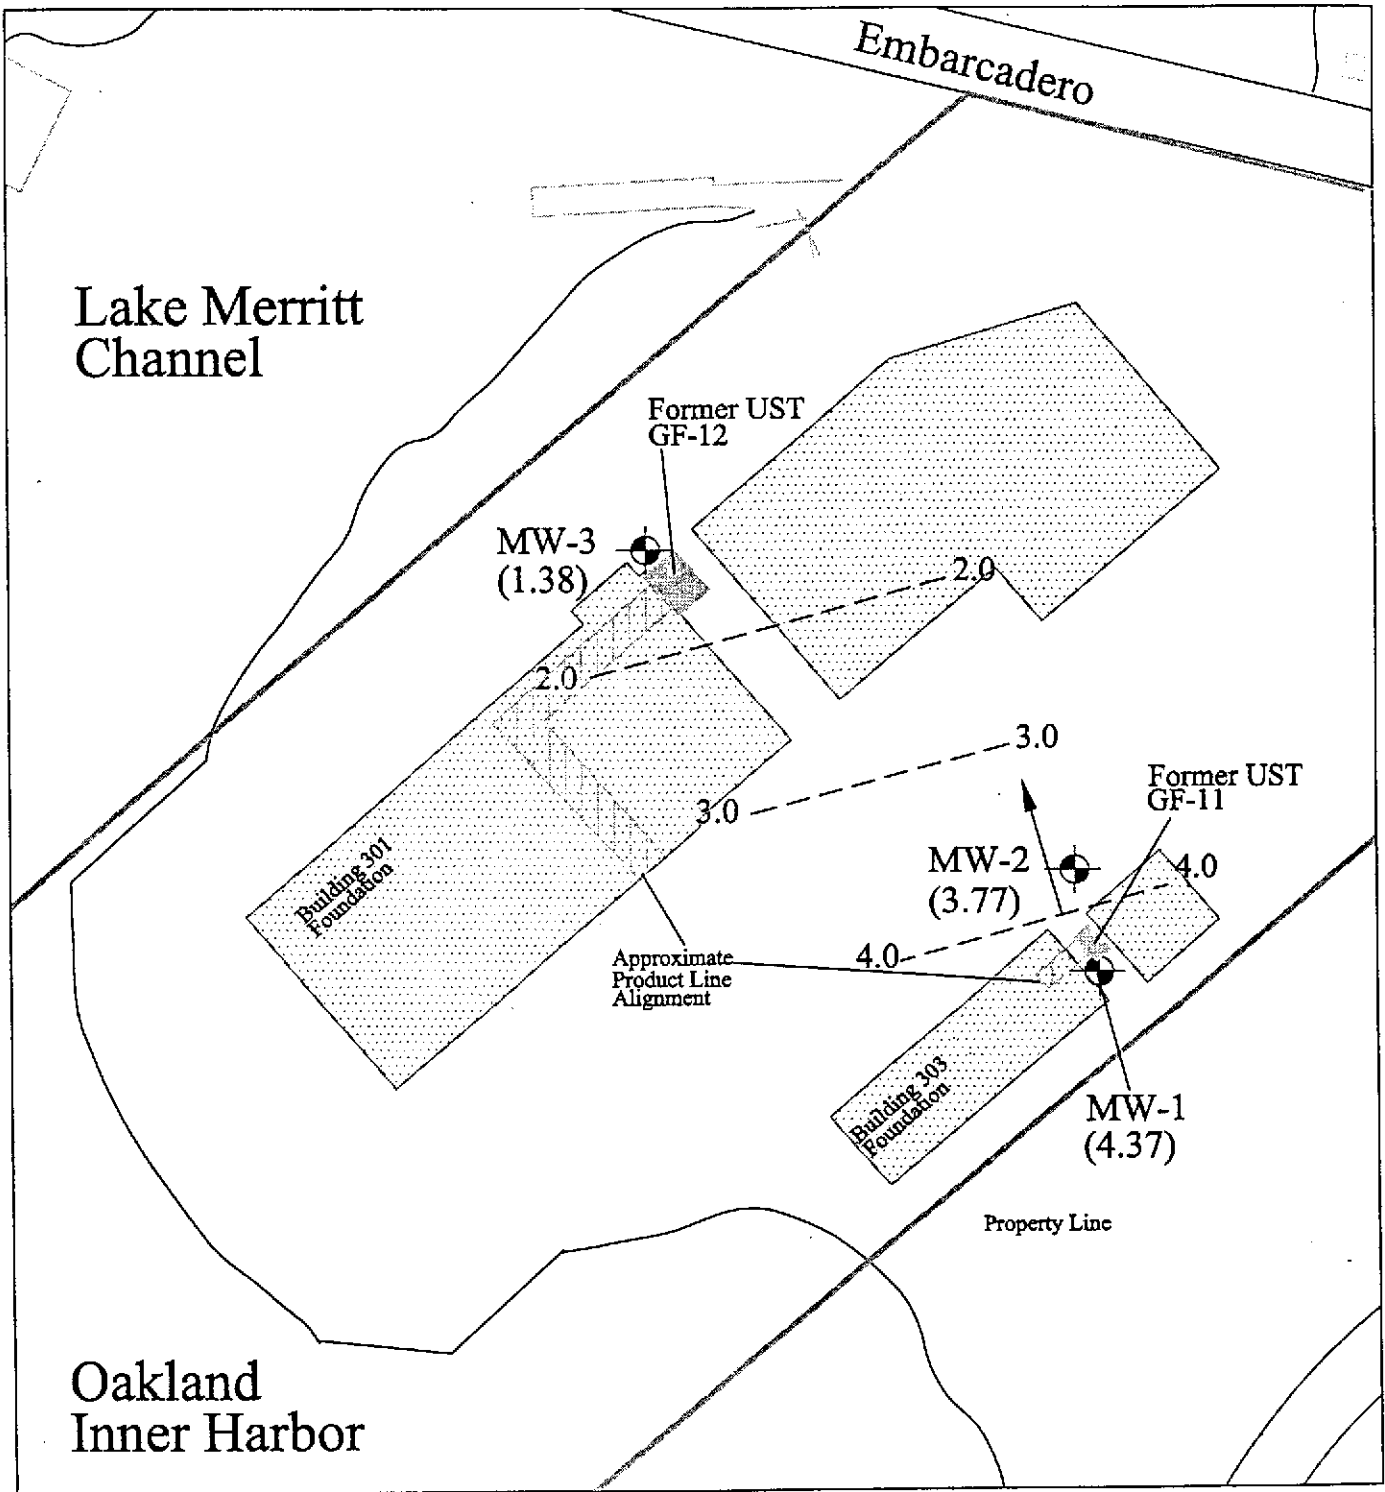 Embarcadero
Lake Merritt
Channel
Former UST
GF-12
MW-3
(1.38)
2.0
2.0
3.0
3.0
Former UST
GF-11
MW-2
(3.77)
4.0
4.0
Building 301
Foundation
Approximate
Product Line
Alignment
Building 303
Foundation
MW-1
(4.37)
Property Line
Oakland
Inner Harbor